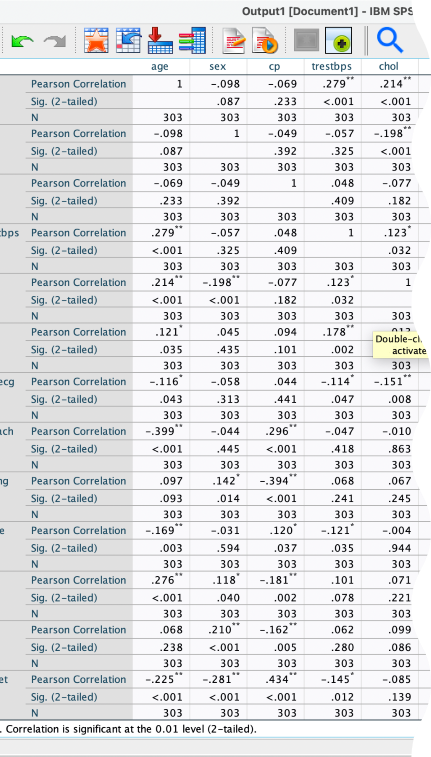 Output1 [Document1] - IBM SPS
age sex cp trestbps chol
Pearson Correlation 1 -.098 -.069 .279** .214**
Sig. (2-tailed) .087 .233 <.001 <.001
N 303 303 303 303 303
Pearson Correlation -.098 1 -.049 -.057 -.198**
Sig. (2-tailed) .087 .392 .325 <.001
N 303 303 303 303 303
Pearson Correlation -.069 -.049 1 .048 -.077
Sig. (2-tailed) .233 .392 .409 .182
N 303 303 303 303 303
tbps Pearson Correlation .279** -.057 .048 1 .123*
Sig. (2-tailed) <.001 .325 .409 .032
N 303 303 303 303 303
Pearson Correlation .214** -.198** -.077 .123* 1
Sig. (2-tailed) <.001 <.001 .182 .032
N 303 303 303 303 303
Pearson Correlation .121* .045 .094 .178**
Double-cl
Sig. (2-tailed) .035 .435 .101 .002
activate
N 303 303 303 303 303
ecg Pearson Correlation -.116* -.058 .044 -.114* -.151**
Sig. (2-tailed) .043 .313 .441 .047 .008
N 303 303 303 303 303
ach Pearson Correlation -.399** -.044 .296** -.047 -.010
Sig. (2-tailed) <.001 .445 <.001 .418 .863
N 303 303 303 303 303
ng Pearson Correlation .097 .142* -.394** .068 .067
Sig. (2-tailed) .093 .014 <.001 .241 .245
N 303 303 303 303 303
e Pearson Correlation -.169** -.031 .120* -.121* -.004
Sig. (2-tailed) .003 .594 .037 .035 .944
N 303 303 303 303 303
Pearson Correlation .276** .118* -.181** .101 .071
Sig. (2-tailed) <.001 .040 .002 .078 .221
N 303 303 303 303 303
Pearson Correlation .068 .210** -.162** .062 .099
Sig. (2-tailed) .238 <.001 .005 .280 .086
N 303 303 303 303 303
et Pearson Correlation -.225** -.281** .434** -.145* -.085
Sig. (2-tailed) <.001 <.001 <.001 .012 .139
N 303 303 303 303 303
. Correlation is significant at the 0.01 level (2-tailed).